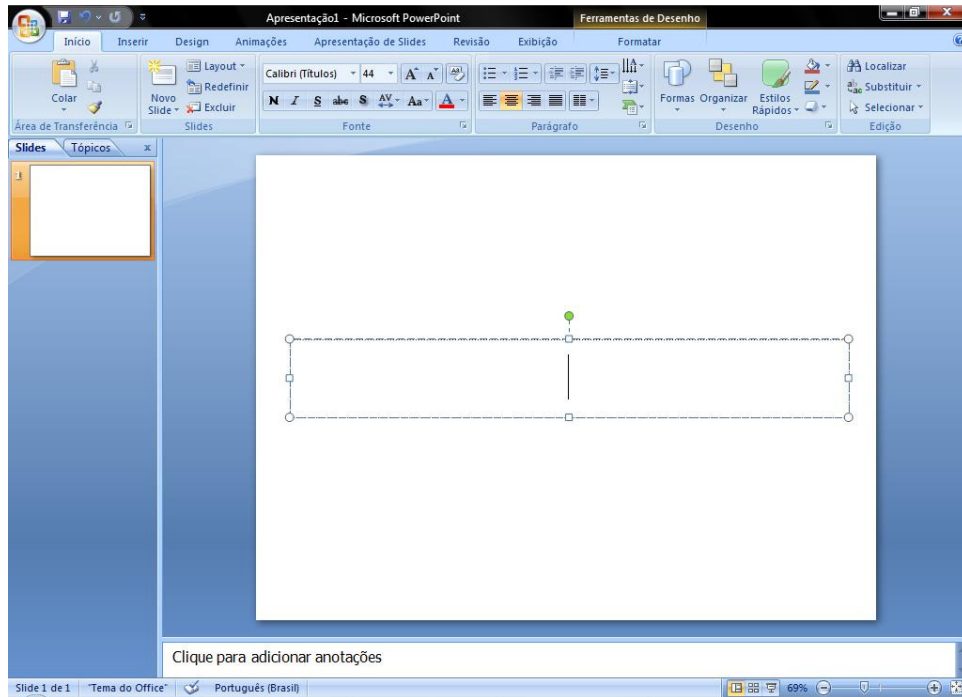 Apresentação1 - Microsoft PowerPoint
Ferramentas de Desenho
Início Inserir Design Animações Apresentação de Slides Revisão Exibição Formatar
Colar
Área de Transferência
Novo Slide
Layout
Redefinir
Excluir
Slides
Calibri (Títulos) 44
N I S abc S AV Aa A
Fonte
Parágrafo
Formas Organizar Estilos Rápidos
Desenho
Localizar
Substituir
Selecionar
Edição
Slides Tópicos x
1
Clique para adicionar anotações
Slide 1 de 1 "Tema do Office" Português (Brasil) 69%